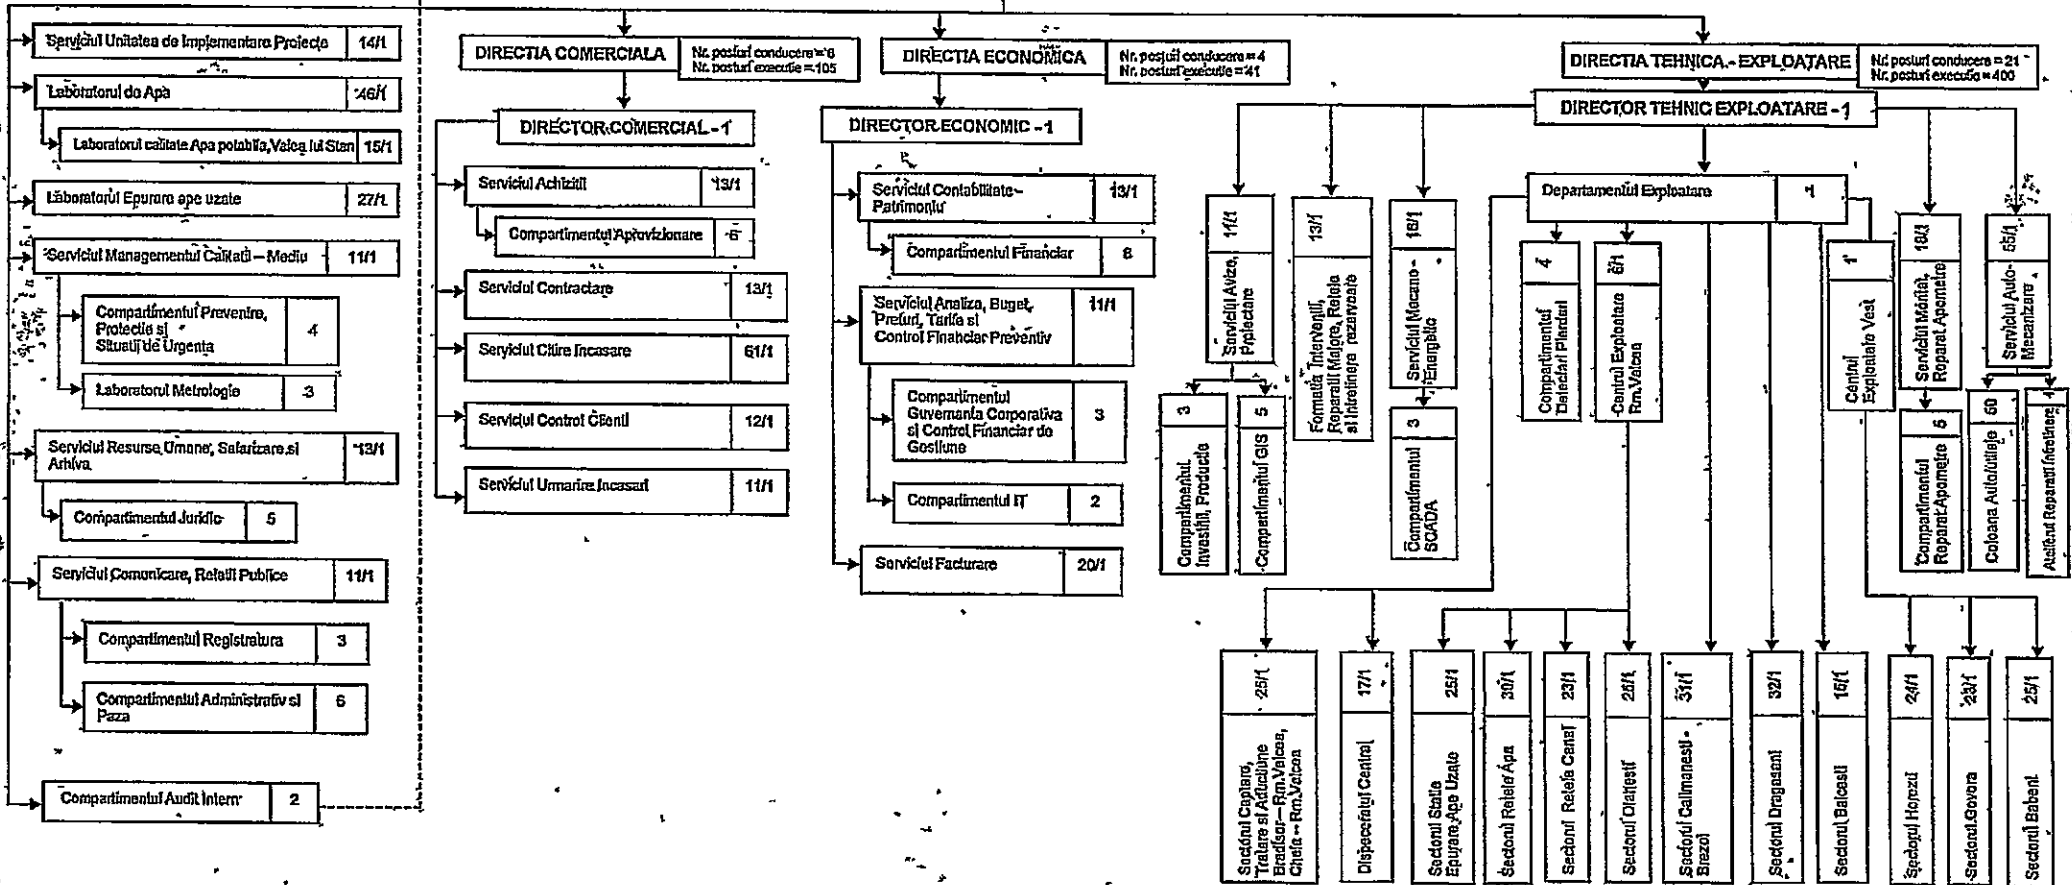 Serviciul Unitatea de Implementare Proiecte
14/1
Laboratorul de Apa
46/1
Laboratorul calitate Apa potabila, Valea lui Stan
15/1
Laboratorul Epurare ape uzate
27/1
Serviciul Managementul Calitatii – Mediu
11/1
Compartimentul Prevenire,
Protectie si
Situatii de Urgenta
4
Laboratorul Metrologie
3
Serviciul Resurse Umane, Salarizare si
Arhiva
13/1
Compartimentul Juridic
5
Serviciul Comunicare, Relatii Publice
11/1
Compartimentul Registratura
3
Compartimentul Administrativ si
Paza
6
Compartimentul Audit Intern
2
DIRECTIA COMERCIALA
Nr. posturi conducere = 6
Nr. posturi executie = 105
DIRECTOR COMERCIAL - 1
Serviciul Achizitii
13/1
Compartimentul Aprovizionare
6
Serviciul Contractare
13/1
Serviciul Citire Incasare
61/1
Serviciul Control Clienti
12/1
Serviciul Urmarire Incasari
11/1
DIRECTIA ECONOMICA
Nr. posturi conducere = 4
Nr. posturi executie = 41
DIRECTOR ECONOMIC - 1
Serviciul Contabilitate –
Patrimoniu
13/1
Compartimentul Financiar
8
Serviciul Analiza, Buget,
Preturi, Tarife si
Control Financiar Preventiv
11/1
Compartimentul
Guvernanta Corporativa
si Control Financiar de
Gestiune
3
Compartimentul IT
2
Serviciul Facturare
20/1
DIRECTIA TEHNICA - EXPLOATARE
Nr. posturi conducere = 21
Nr. posturi executie = 400
DIRECTOR TEHNIC EXPLOATARE - 1
Serviciul Avize,
Proiectare
11/1
Compartimentul
Investitii, Productie
3
Compartimentul GIS
5
Formatia Interventii,
Reparatii Majore, Retele
si Intretinere rezervoare
13/1
Serviciul Mecano –
Energetic
16/1
Compartimentul
SCADA
3
Departamentul Exploatare
1
Compartimentul
Detectari Pierderi
4
Centrul Exploatare
Rm. Valcea
6/1
Centrul
Exploatare Vest
1
Serviciul Montat,
Reparat Apometre
18/1
Compartimentul
Reparat Apometre
5
Serviciul Auto-
Mecanizare
Coloana Auto/utilaje
Atelierul Reparatii Intretinere
Sectorul Captare,
Tratare si Aductiune
Bradisor – Rm. Valcea,
Cheia – Rm. Valcea
25/1
Dispeceratul Central
17/1
Sectorul Statie
Epurare Ape Uzate
25/1
Sectorul Retele Apa
30/1
Sectorul Retele Canal
23/1
Sectorul Olanesti
Sectorul Calimanesti -
Brezoi
31/1
Sectorul Dragasani
32/1
Sectorul Balcesti
Sectorul Horezu
24/1
Sectorul Govora
Sectorul Babeni
25/1